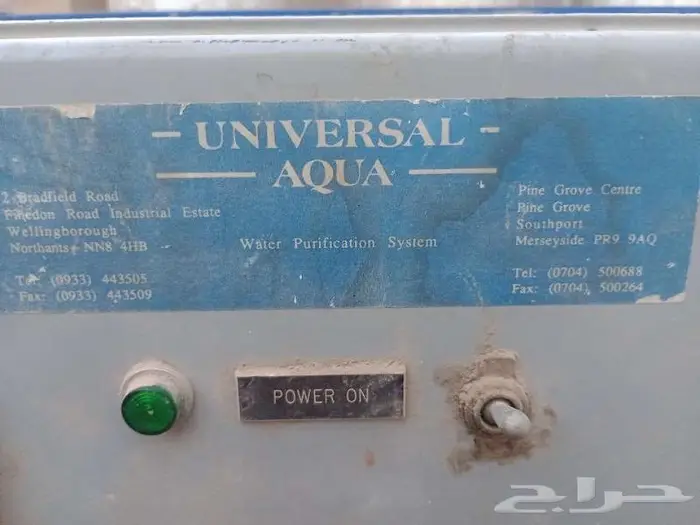 - UNIVERSAL -
AQUA
2 Bradfield Road
Finedon Road Industrial Estate
Wellingborough
Northants NN8 4HB
Tel: (0933) 443505
Fax: (0933) 443509
Water Purification System
Pine Grove Centre
Pine Grove
Southport
Merseyside PR9 9AQ
Tel: (0704) 500688
Fax: (0704) 500264
POWER ON
حراج